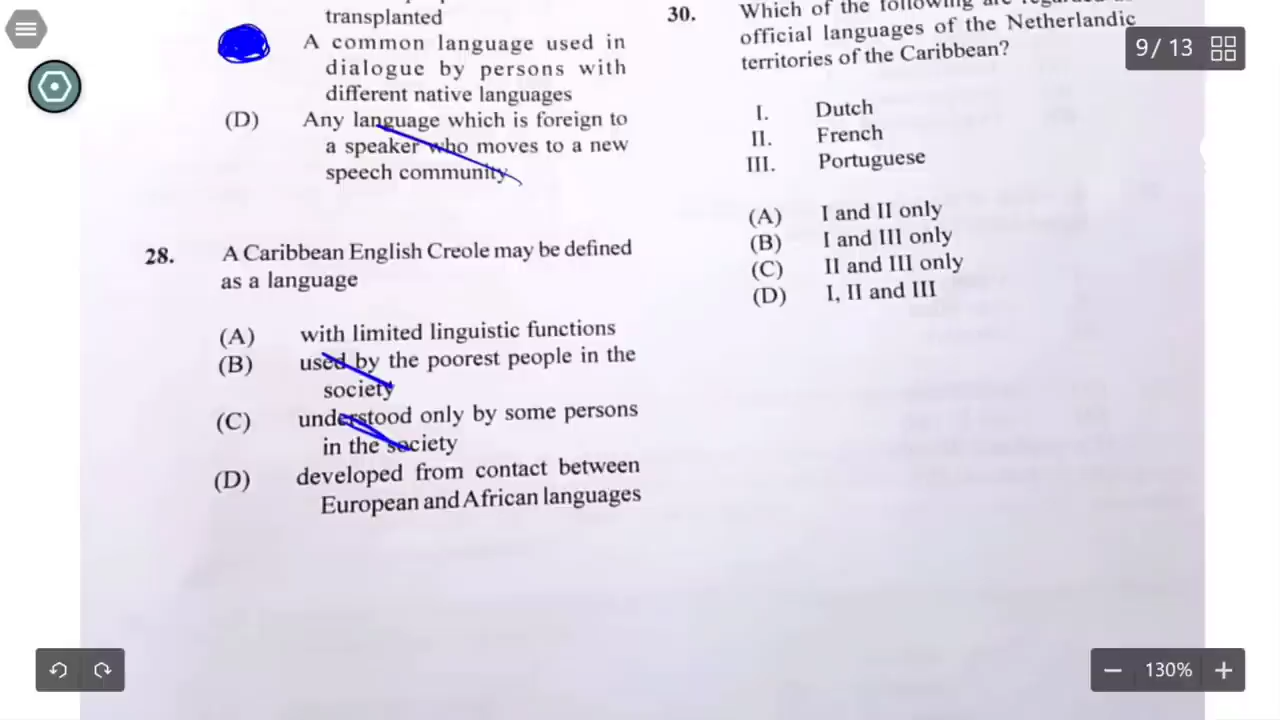 transplanted
A common language used in
dialogue by persons with
different native languages
(D) Any language which is foreign to
a speaker who moves to a new
speech community
28. A Caribbean English Creole may be defined
as a language
(A) with limited linguistic functions
(B) used by the poorest people in the
society
(C) understood only by some persons
in the society
(D) developed from contact between
European and African languages
30. Which of the following are
official languages of the Netherlandic
territories of the Caribbean?
I. Dutch
II. French
III. Portuguese
(A) I and II only
(B) I and III only
(C) II and III only
(D) I, II and III
9 / 13
130%